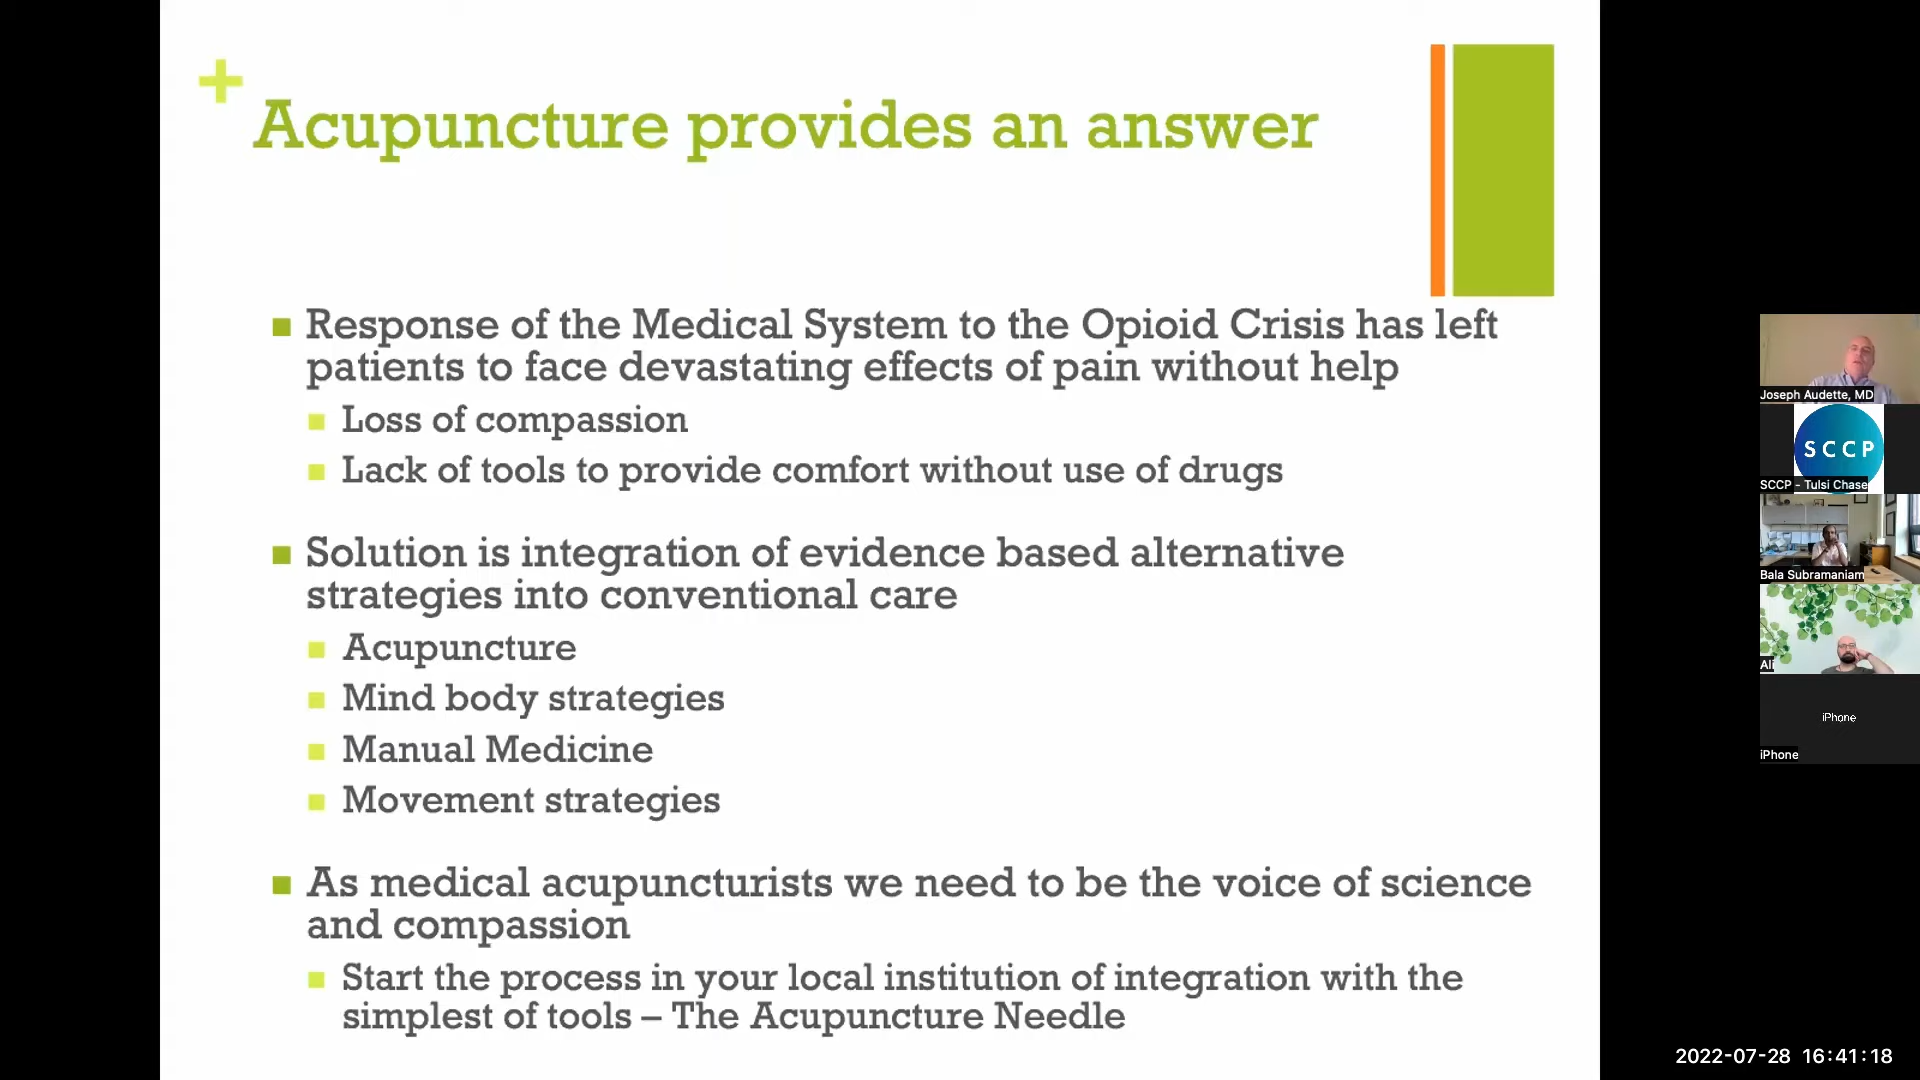 +
Acupuncture provides an answer
Response of the Medical System to the Opioid Crisis has left
patients to face devastating effects of pain without help
Loss of compassion
Lack of tools to provide comfort without use of drugs
Solution is integration of evidence based alternative
strategies into conventional care
Acupuncture
Mind body strategies
Manual Medicine
Movement strategies
As medical acupuncturists we need to be the voice of science
and compassion
Start the process in your local institution of integration with the
simplest of tools – The Acupuncture Needle
Joseph Audette, MD
SCCP
SCCP - Tulsi Chase
Bala Subramaniam
Ali
iPhone
iPhone
2022-07-28 16:41:18